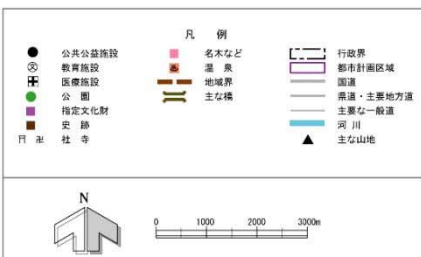 凡 例
公共公益施設
教育施設
医療施設
公 園
指定文化財
史 跡
社 寺
名木など
温 泉
地域界
主な橋
行政界
都市計画区域
国道
県道・主要地方道
主要な一般道
河 川
主な山地
N
0 1000 2000 3000m